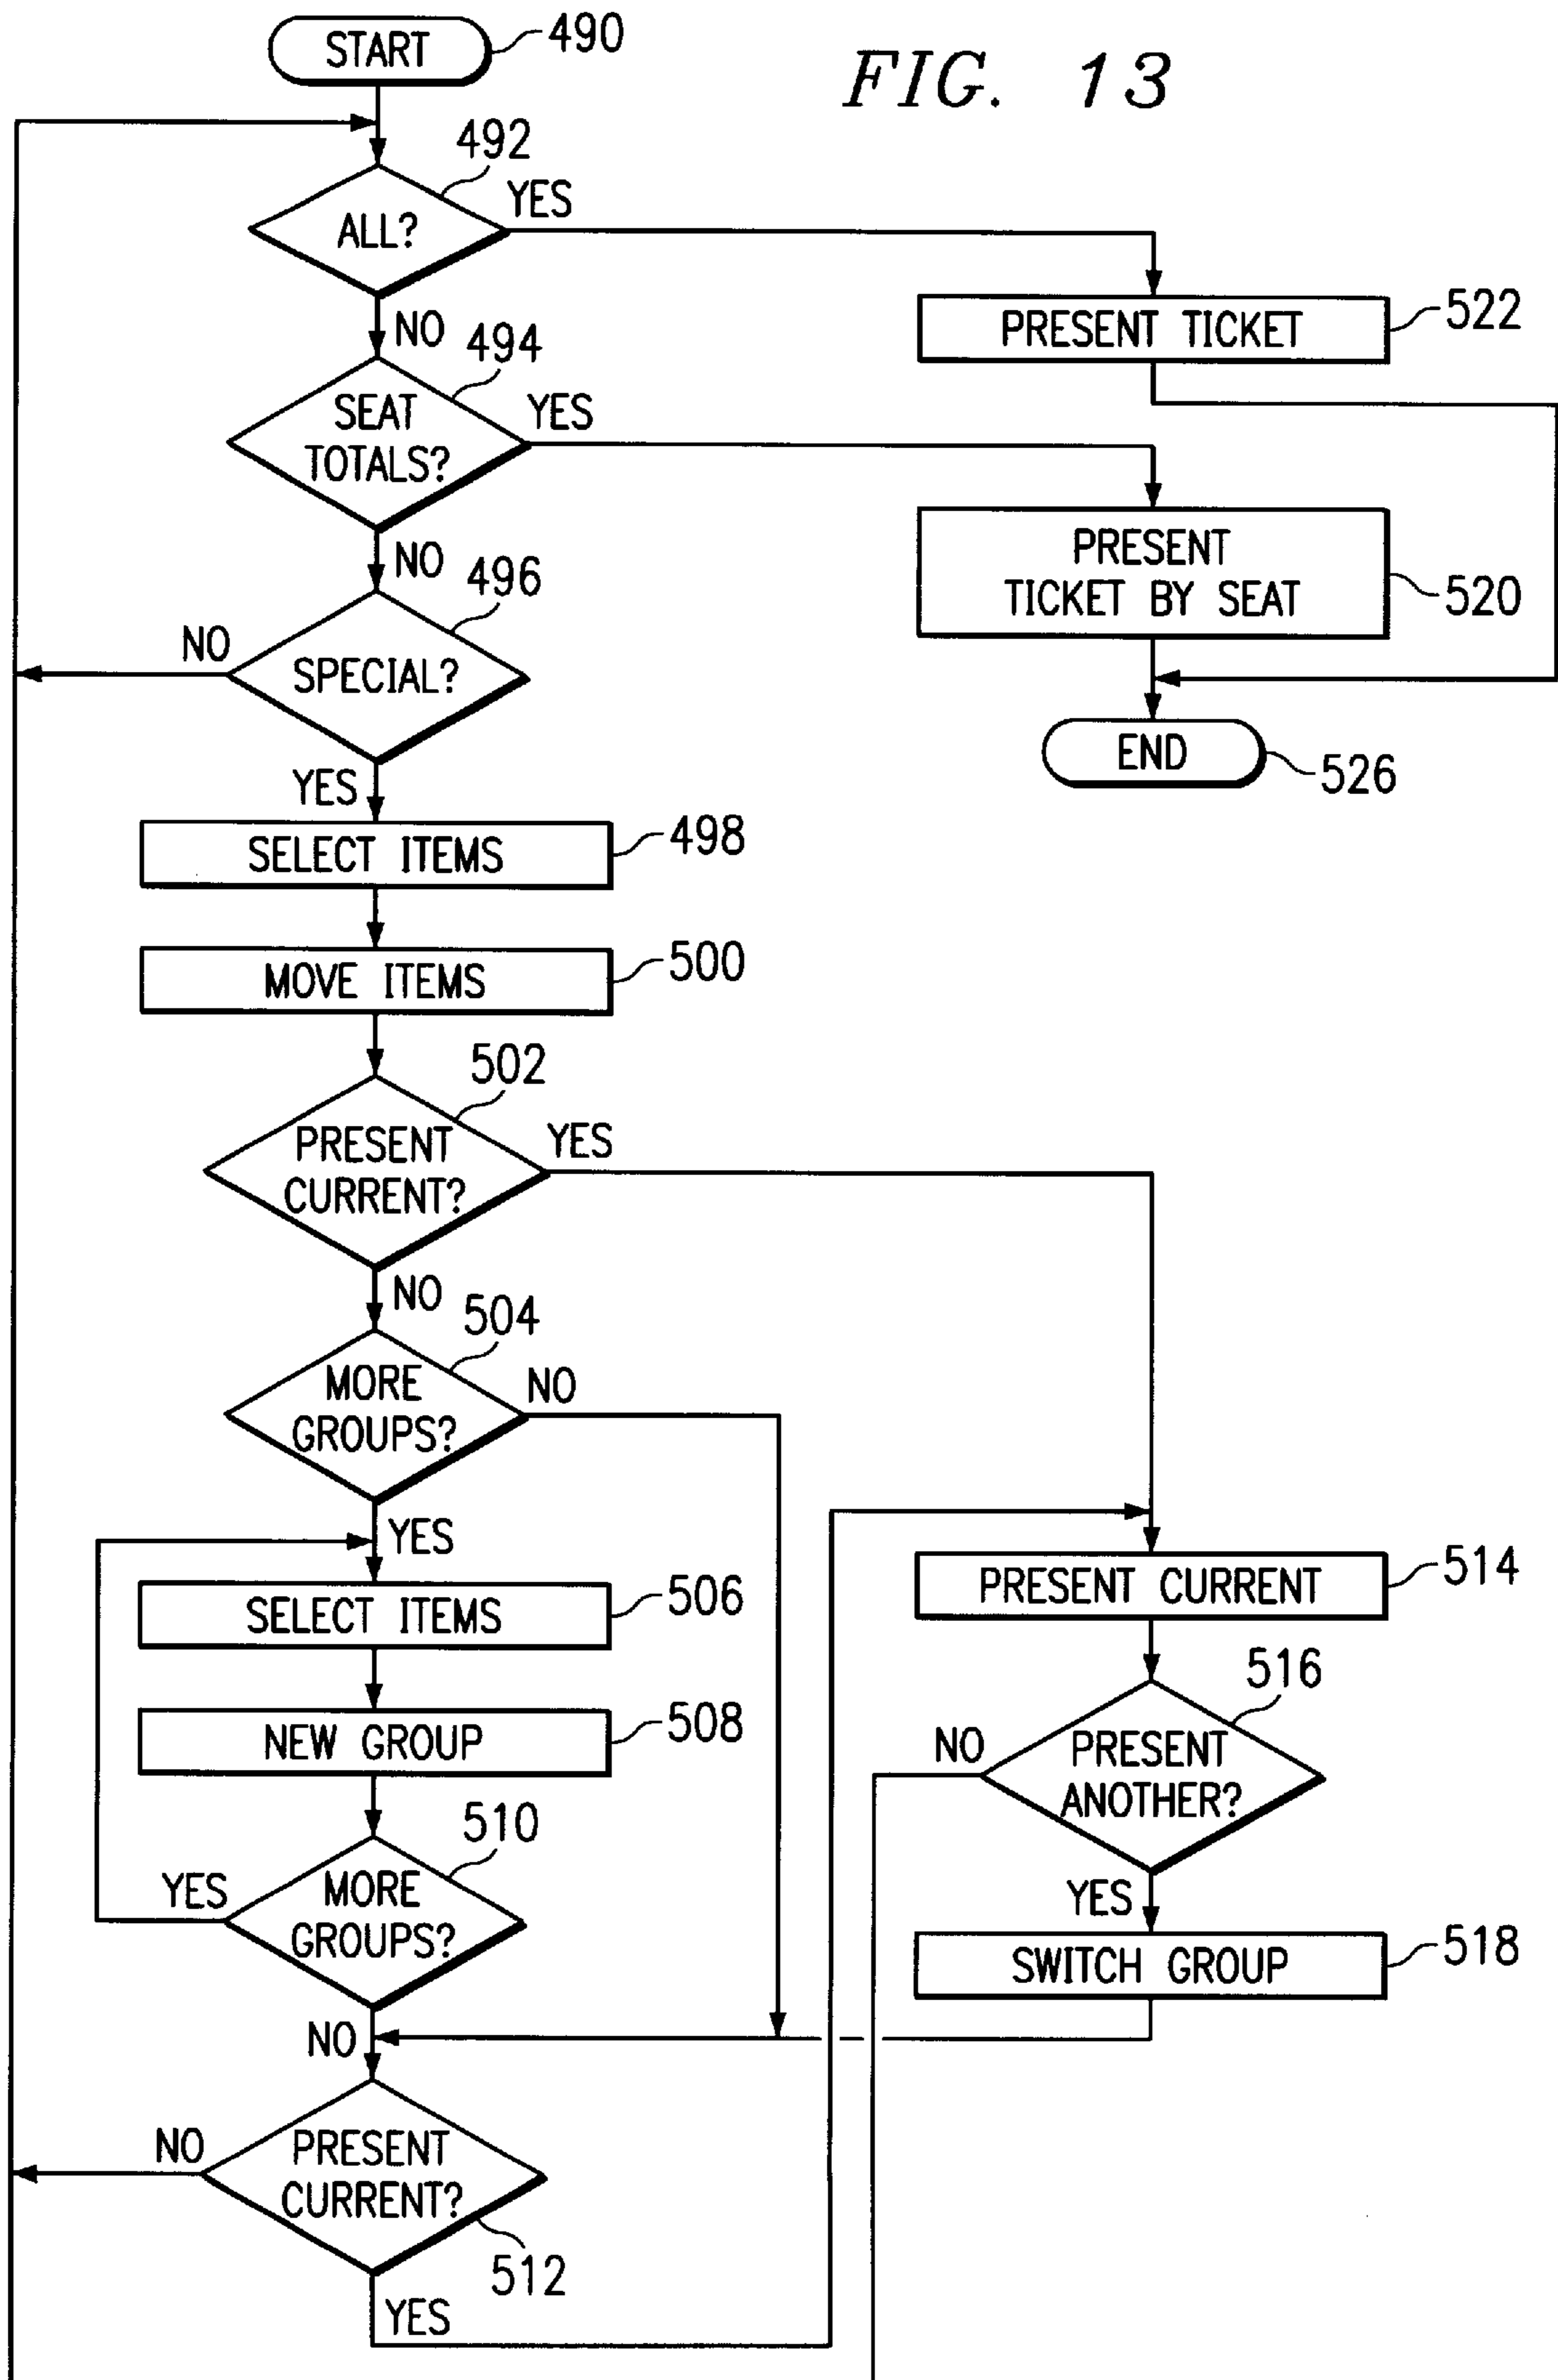 START
490
FIG. 13
492
ALL?
YES
NO
PRESENT TICKET
522
494
SEAT
TOTALS?
YES
NO
PRESENT
TICKET BY SEAT
520
496
SPECIAL?
NO
YES
END
526
SELECT ITEMS
498
MOVE ITEMS
500
502
PRESENT
CURRENT?
YES
NO
504
MORE
GROUPS?
NO
YES
SELECT ITEMS
506
PRESENT CURRENT
514
NEW GROUP
508
516
PRESENT
ANOTHER?
NO
YES
510
MORE
GROUPS?
YES
NO
SWITCH GROUP
518
PRESENT
CURRENT?
NO
512
YES